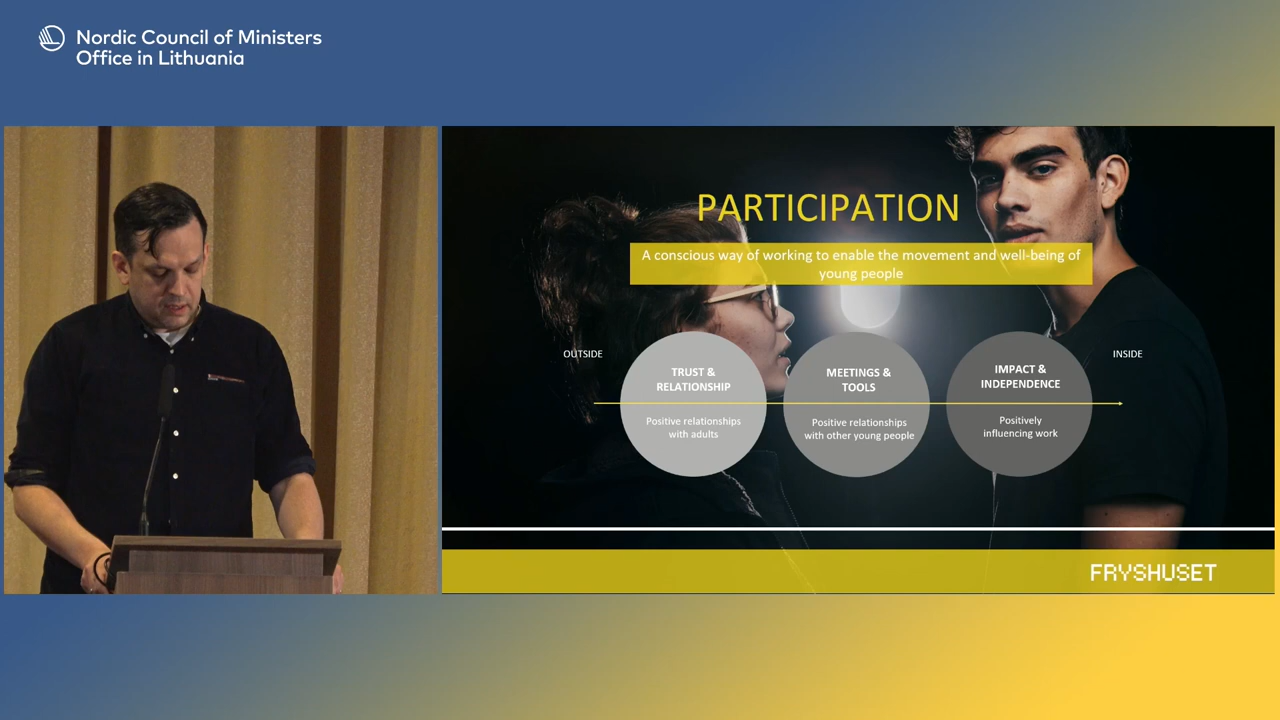 Nordic Council of Ministers
Office in Lithuania
PARTICIPATION
A conscious way of working to enable the movement and well-being of
young people
OUTSIDE
INSIDE
TRUST &
RELATIONSHIP
Positive relationships
with adults
MEETINGS &
TOOLS
Positive relationships
with other young people
IMPACT &
INDEPENDENCE
Positively
influencing work
FRYSHUSET